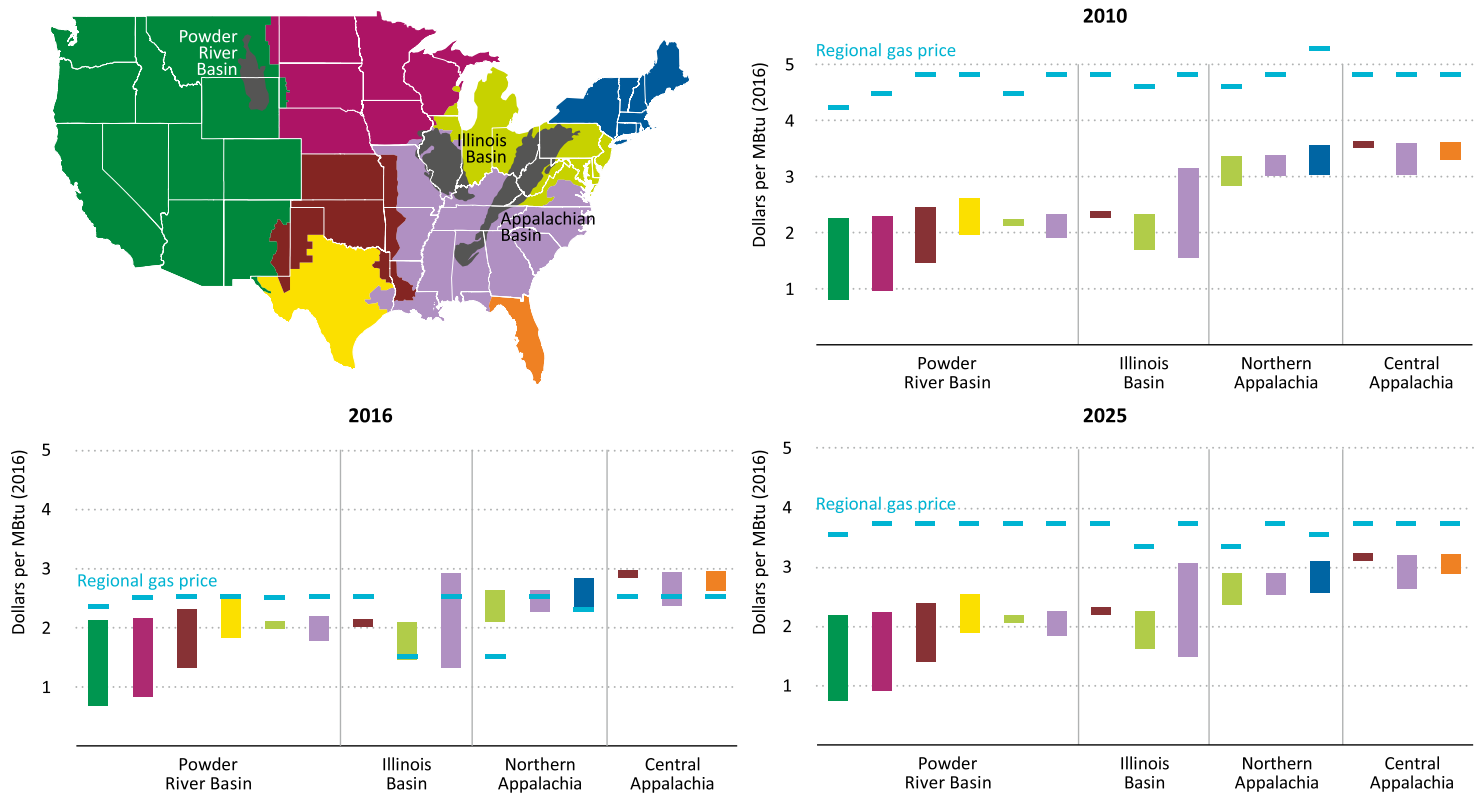 Powder
River
Basin
Illinois
Basin
Appalachian
Basin
2010
Dollars per MBtu (2016)
Regional gas price
5
4
3
2
1
Powder
River Basin
Illinois
Basin
Northern
Appalachia
Central
Appalachia
2016
Dollars per MBtu (2016)
5
4
3
Regional gas price
2
1
Powder
River Basin
Illinois
Basin
Northern
Appalachia
Central
Appalachia
2025
Dollars per MBtu (2016)
5
Regional gas price
4
3
2
1
Powder
River Basin
Illinois
Basin
Northern
Appalachia
Central
Appalachia